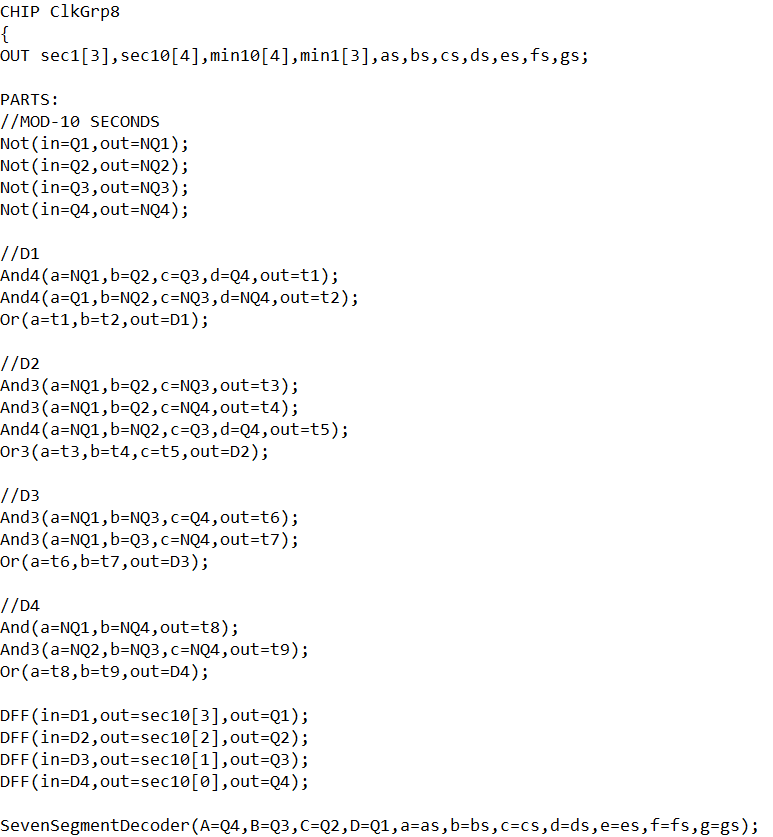 CHIP ClkGrp8
{
OUT sec1[3],sec10[4],min10[4],min1[3],as,bs,cs,ds,es,fs,gs;
PARTS:
//MOD-10 SECONDS
Not(in=Q1,out=NQ1);
Not(in=Q2,out=NQ2);
Not(in=Q3,out=NQ3);
Not(in=Q4,out=NQ4);
//D1
And4(a=NQ1,b=Q2,c=Q3,d=Q4,out=t1);
And4(a=Q1,b=NQ2,c=NQ3,d=NQ4,out=t2);
Or(a=t1,b=t2,out=D1);
//D2
And3(a=NQ1,b=Q2,c=NQ3,out=t3);
And3(a=NQ1,b=Q2,c=NQ4,out=t4);
And4(a=NQ1,b=NQ2,c=Q3,d=Q4,out=t5);
Or3(a=t3,b=t4,c=t5,out=D2);
//D3
And3(a=NQ1,b=NQ3,c=Q4,out=t6);
And3(a=NQ1,b=Q3,c=NQ4,out=t7);
Or(a=t6,b=t7,out=D3);
//D4
And(a=NQ1,b=NQ4,out=t8);
And3(a=NQ2,b=NQ3,c=NQ4,out=t9);
Or(a=t8,b=t9,out=D4);
DFF(in=D1,out=sec10[3],out=Q1);
DFF(in=D2,out=sec10[2],out=Q2);
DFF(in=D3,out=sec10[1],out=Q3);
DFF(in=D4,out=sec10[0],out=Q4);
SevenSegmentDecoder(A=Q4,B=Q3,C=Q2,D=Q1,a=as,b=bs,c=cs,d=ds,e=es,f=fs,g=gs);